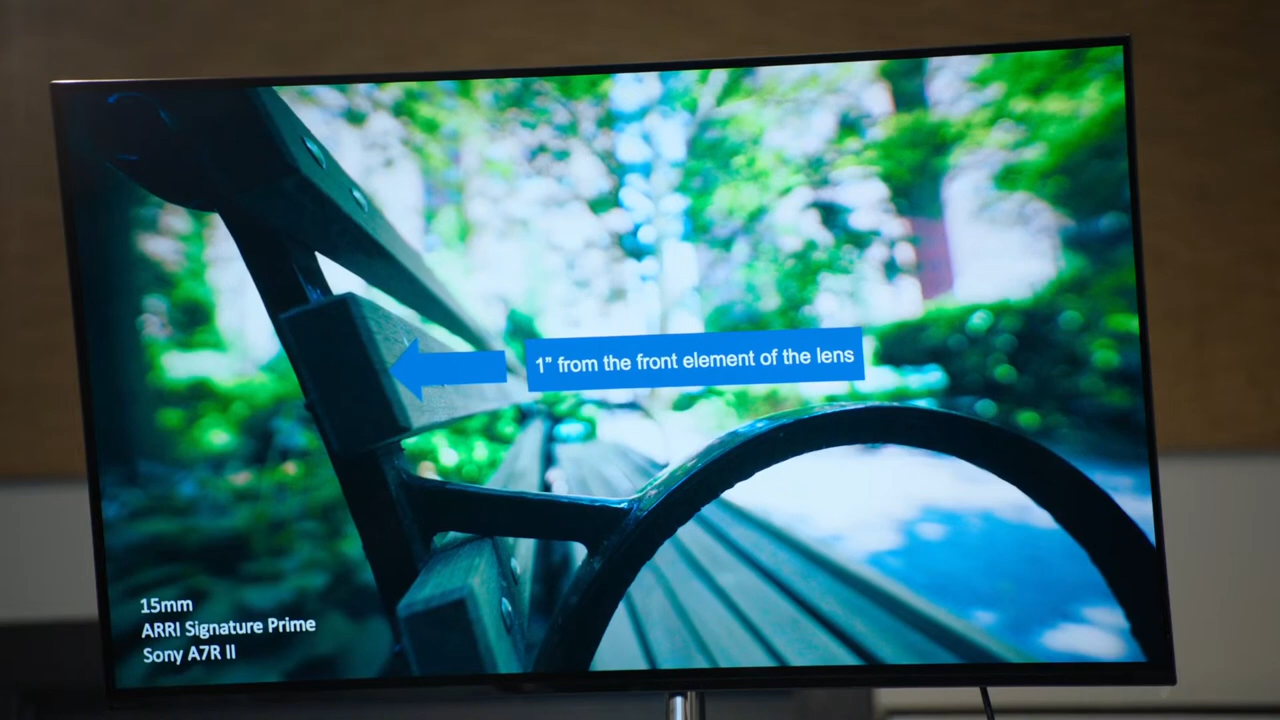 1” from the front element of the lens
15mm
ARRI Signature Prime
Sony A7R II